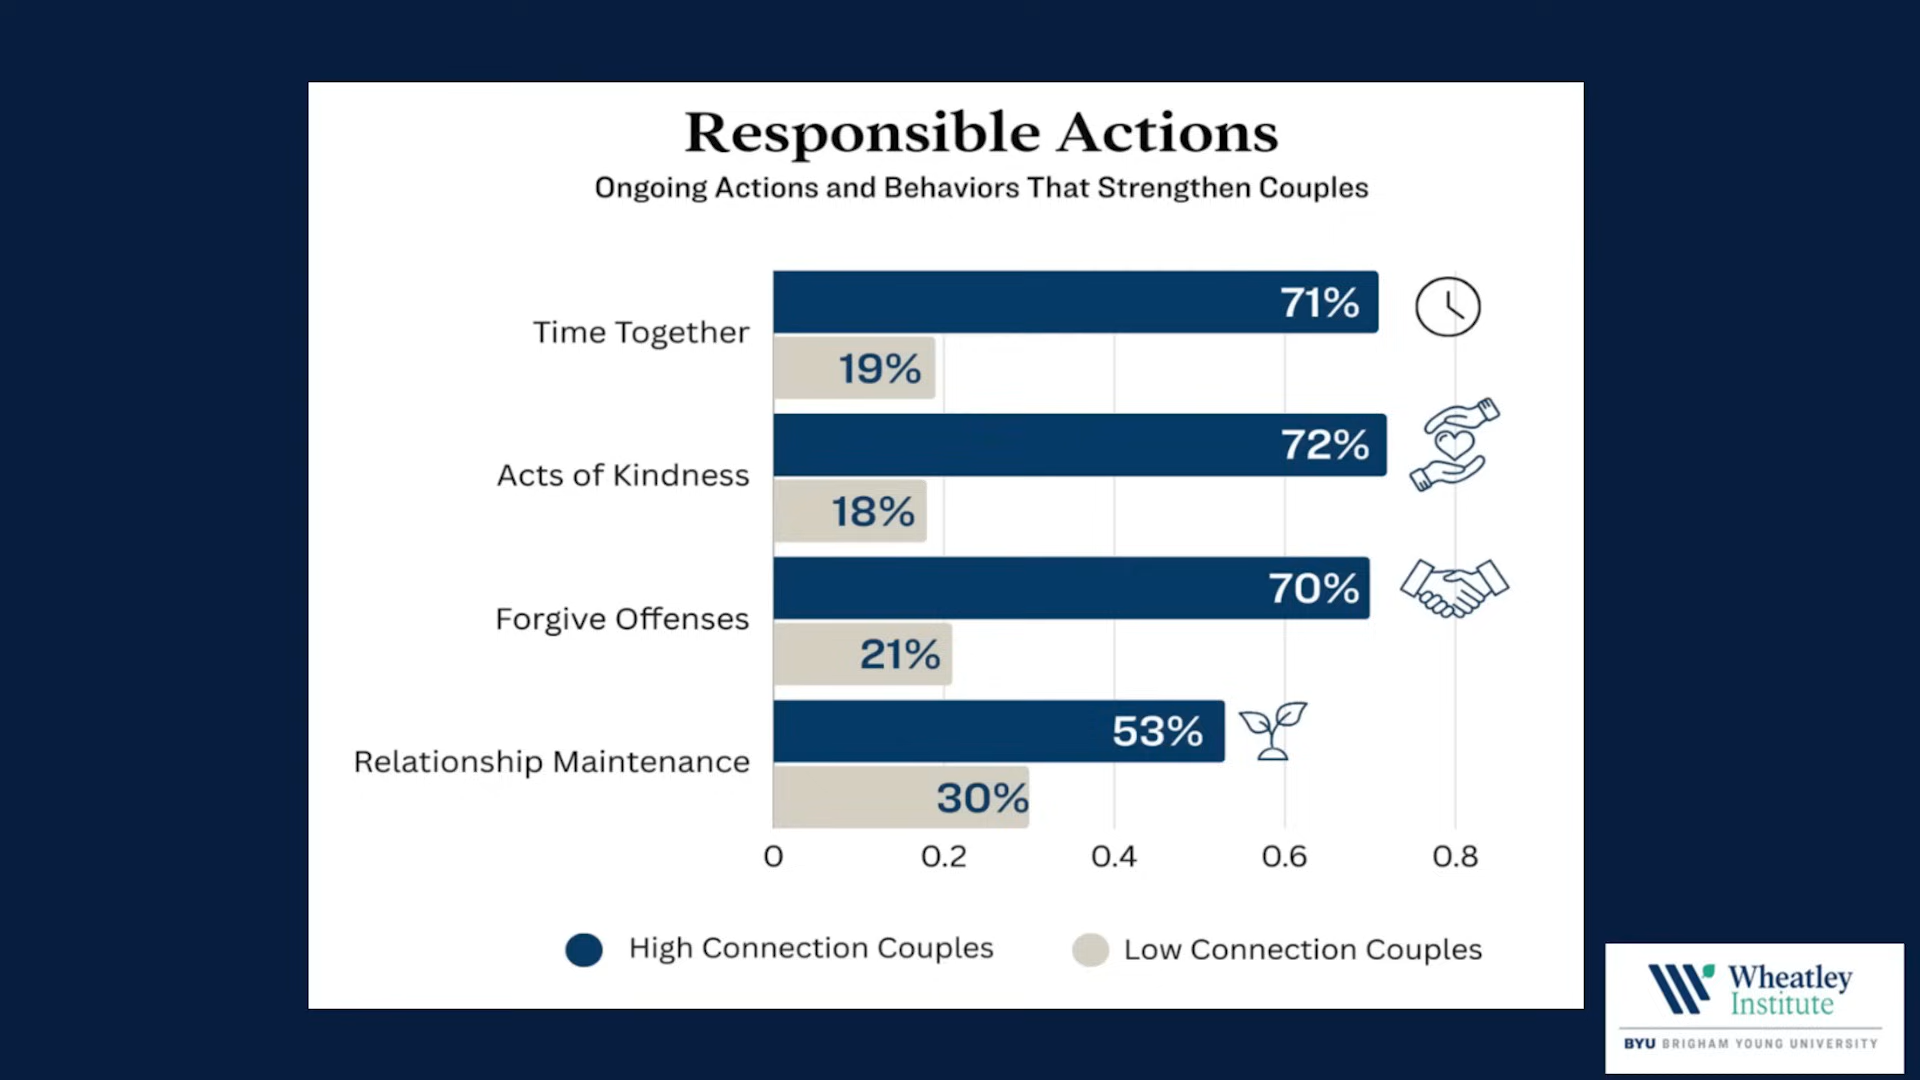 Responsible Actions
Ongoing Actions and Behaviors That Strengthen Couples
Time Together
71%
19%
Acts of Kindness
72%
18%
Forgive Offenses
70%
21%
Relationship Maintenance
53%
30%
0 0.2 0.4 0.6 0.8
High Connection Couples Low Connection Couples
Wheatley
Institute
BYU BRIGHAM YOUNG UNIVERSITY